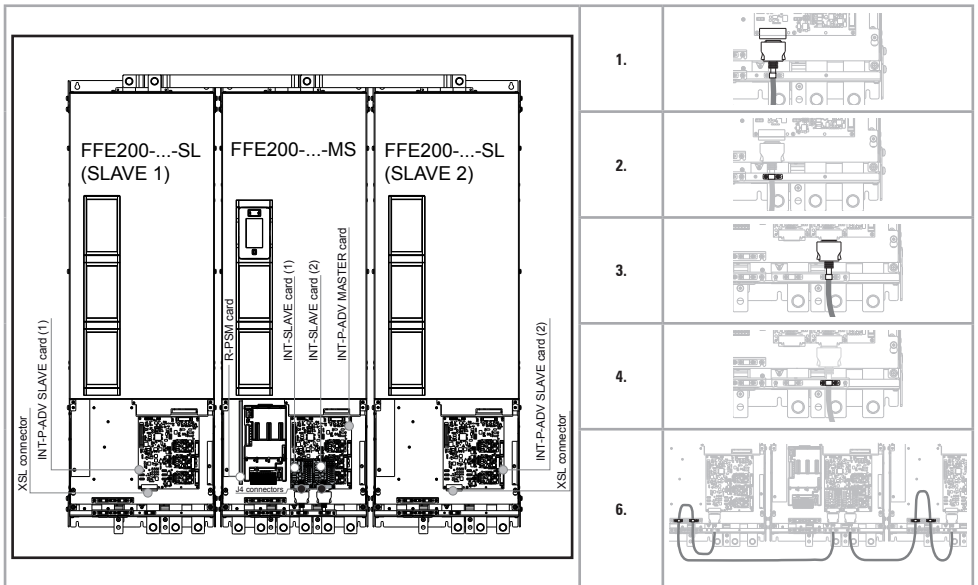 FFE200-...-SL
(SLAVE 1)
FFE200-...-MS
FFE200-...-SL
(SLAVE 2)
XSL connector
INT-P-ADV SLAVE card (1)
R-PSM card
INT-SLAVE card (1)
INT-SLAVE card (2)
INT-P-ADV MASTER card
J4 connectors
INT-P-ADV SLAVE card (2)
XSL connector
1.
2.
3.
4.
6.